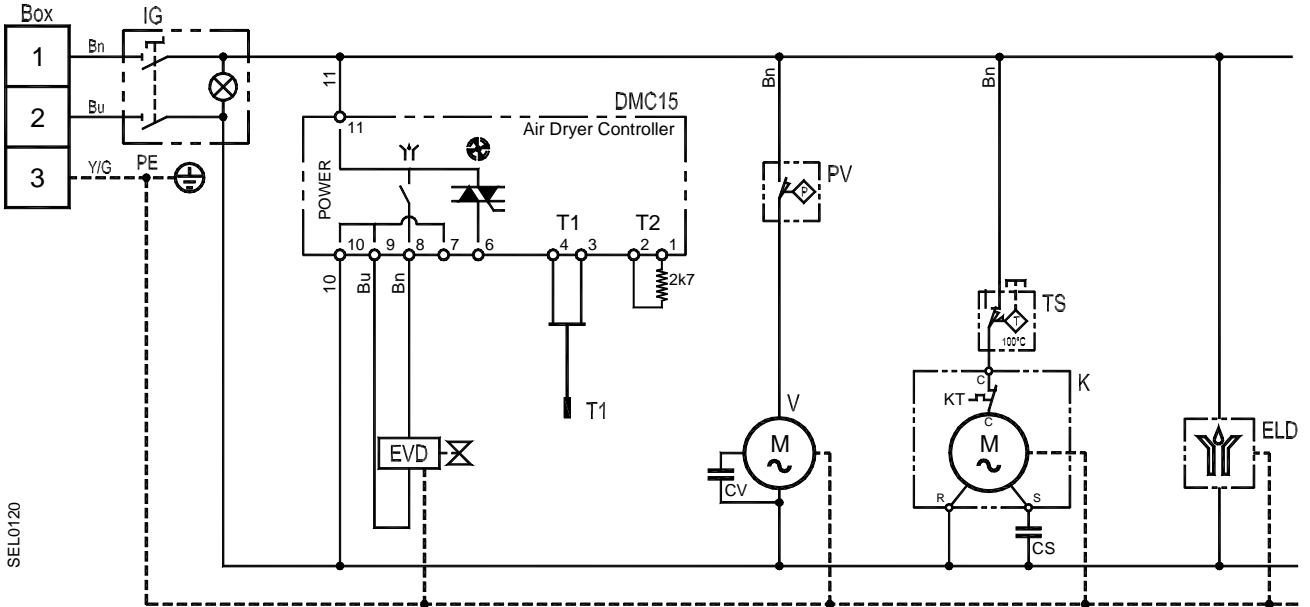 Box
IG
1
Bn
2
Bu
3
Y/G
PE
11
DMC15
11
Air Dryer Controller
POWER
T1
T2
10
9
8
7
6
4
3
2
1
10
Bu
Bn
2k7
T1
EVD
Bn
PV
P
V
M
CV
Bn
TS
T
100°C
C
K
KT
C
M
R
S
CS
ELD
SEL0120